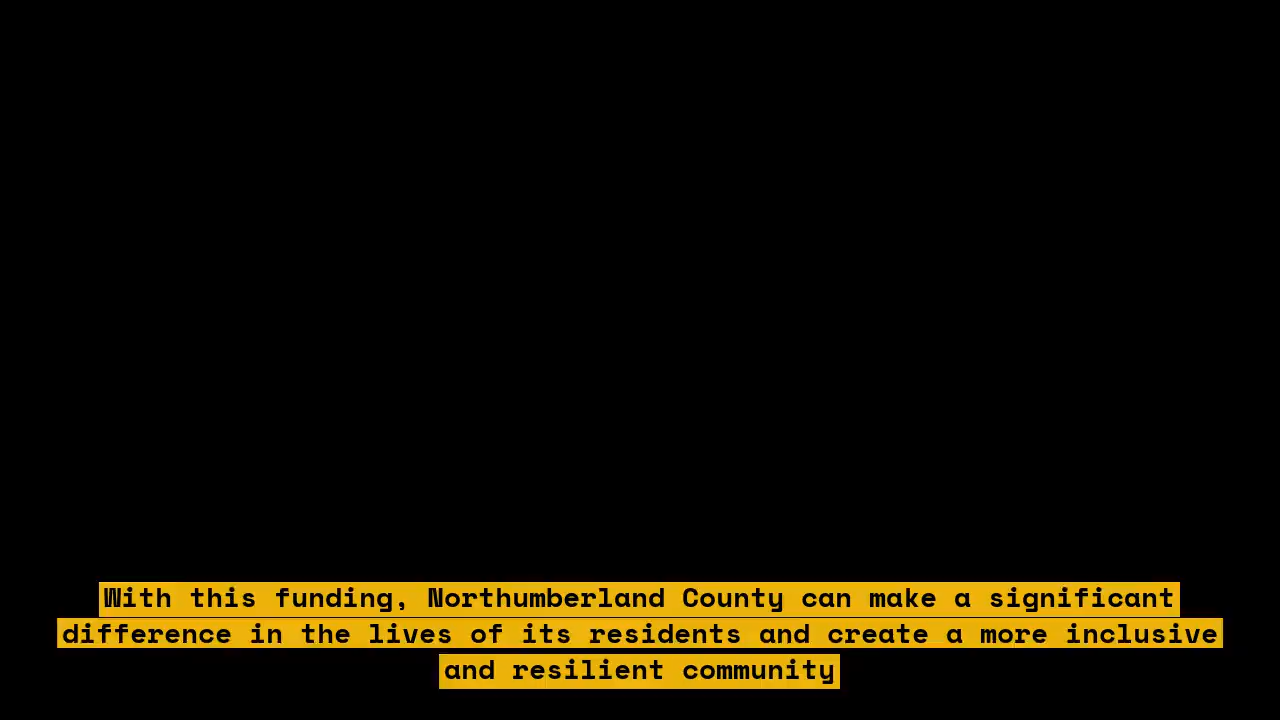 With this funding, Northumberland County can make a significant
difference in the lives of its residents and create a more inclusive
and resilient community